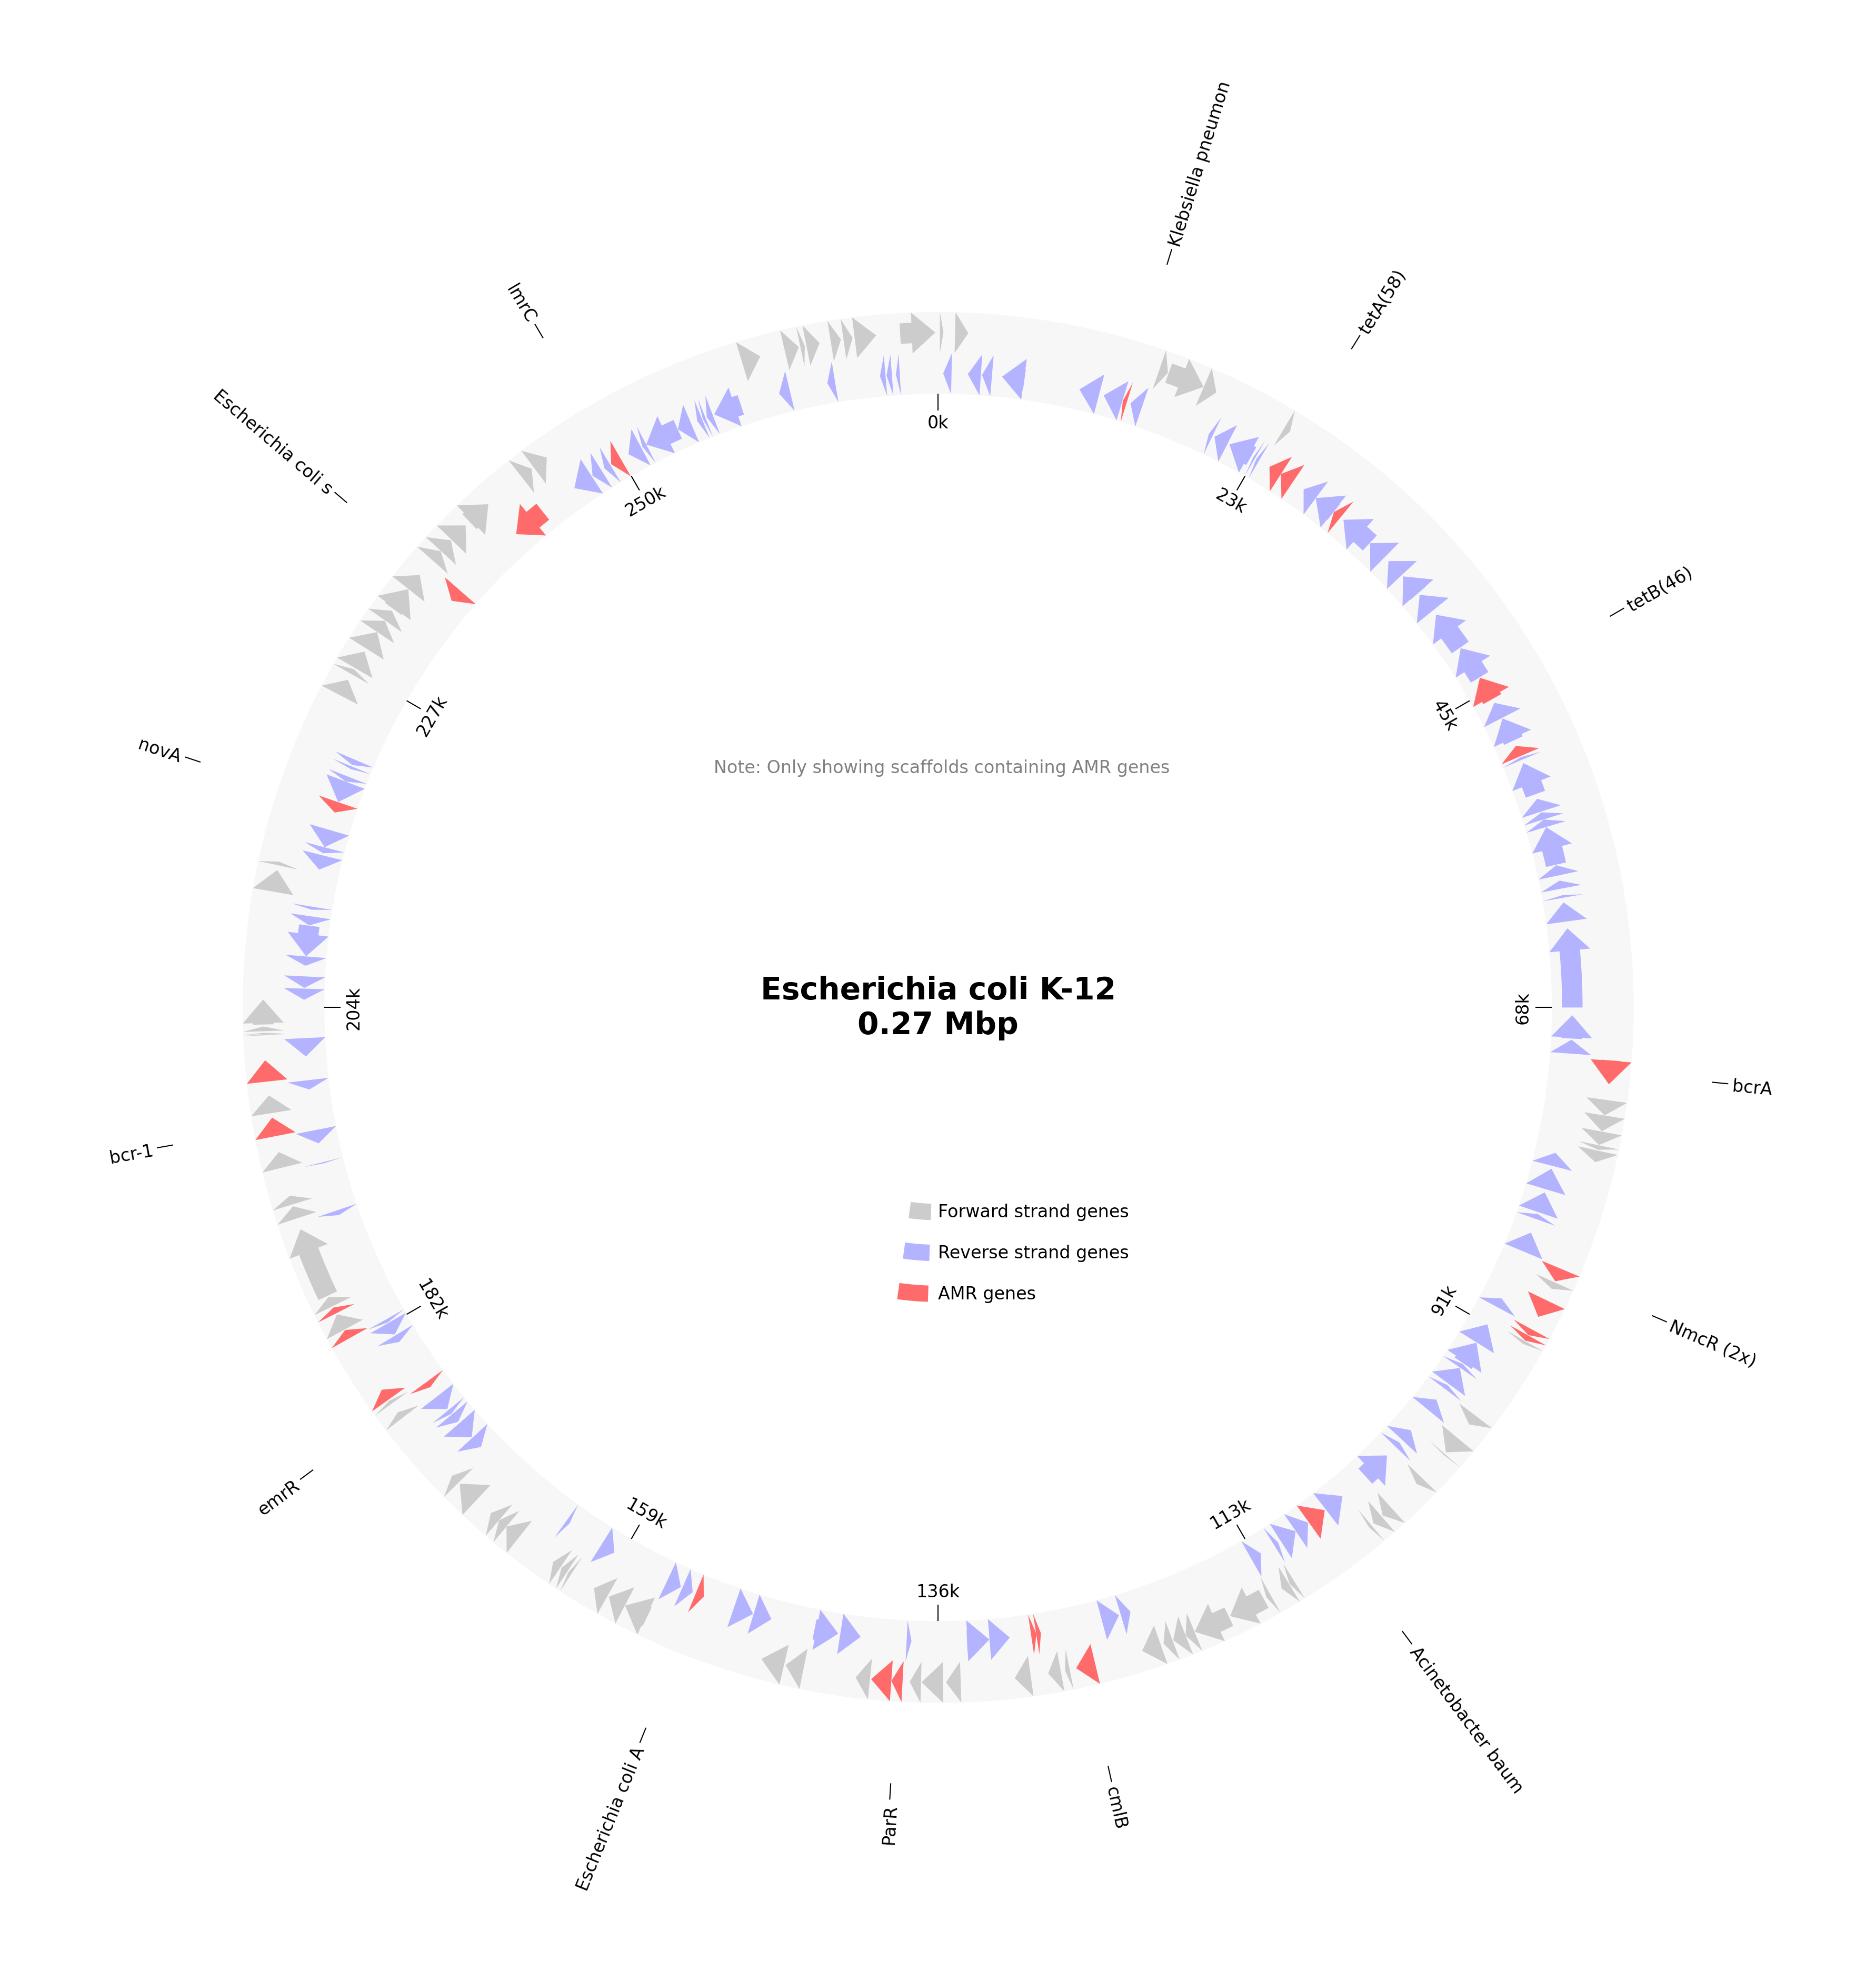 Klebsiella pneumon
tetA(58)
lmrC
Escherichia coli s
0k
23k
250k
tetB(46)
45k
227k
novA
Note: Only showing scaffolds containing AMR genes
Escherichia coli K-12
0.27 Mbp
68k
204k
bcrA
bcr-1
Forward strand genes
Reverse strand genes
AMR genes
91k
182k
NmcR (2x)
emrR
113k
159k
136k
Acinetobacter baum
Escherichia coli A
ParR
cmlB